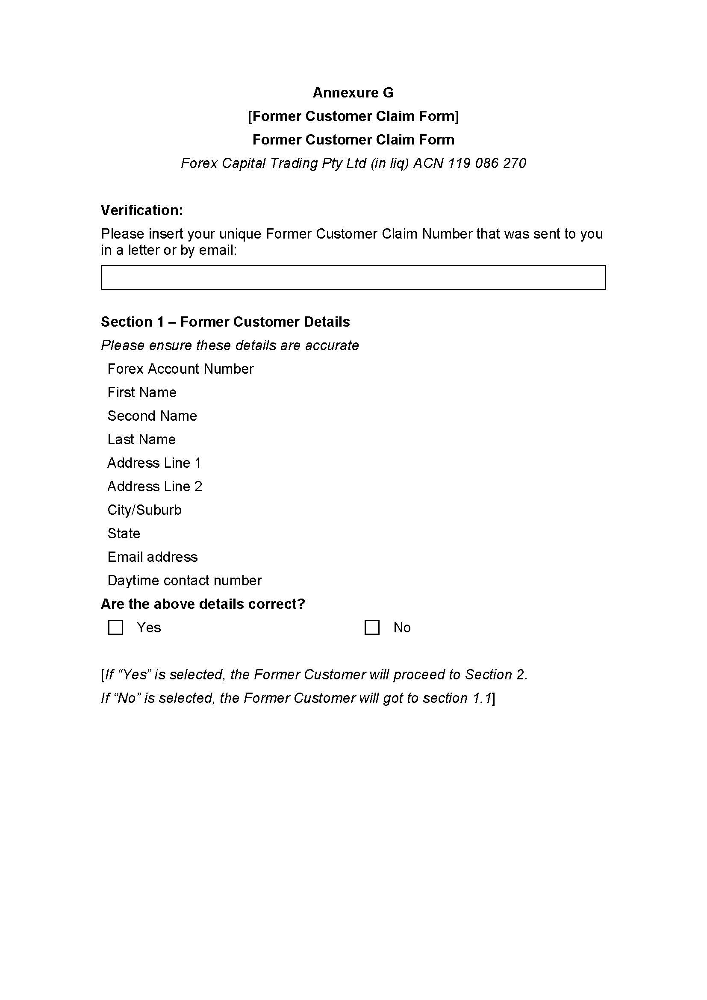 Annexure G
[Former Customer Claim Form]
Former Customer Claim Form
Forex Capital Trading Pty Ltd (in liq) ACN 119 086 270
Verification:
Please insert your unique Former Customer Claim Number that was sent to you
in a letter or by email:
Section 1 – Former Customer Details
Please ensure these details are accurate
Forex Account Number
First Name
Second Name
Last Name
Address Line 1
Address Line 2
City/Suburb
State
Email address
Daytime contact number
Are the above details correct?
Yes No
[If “Yes” is selected, the Former Customer will proceed to Section 2.
If “No” is selected, the Former Customer will got to section 1.1]